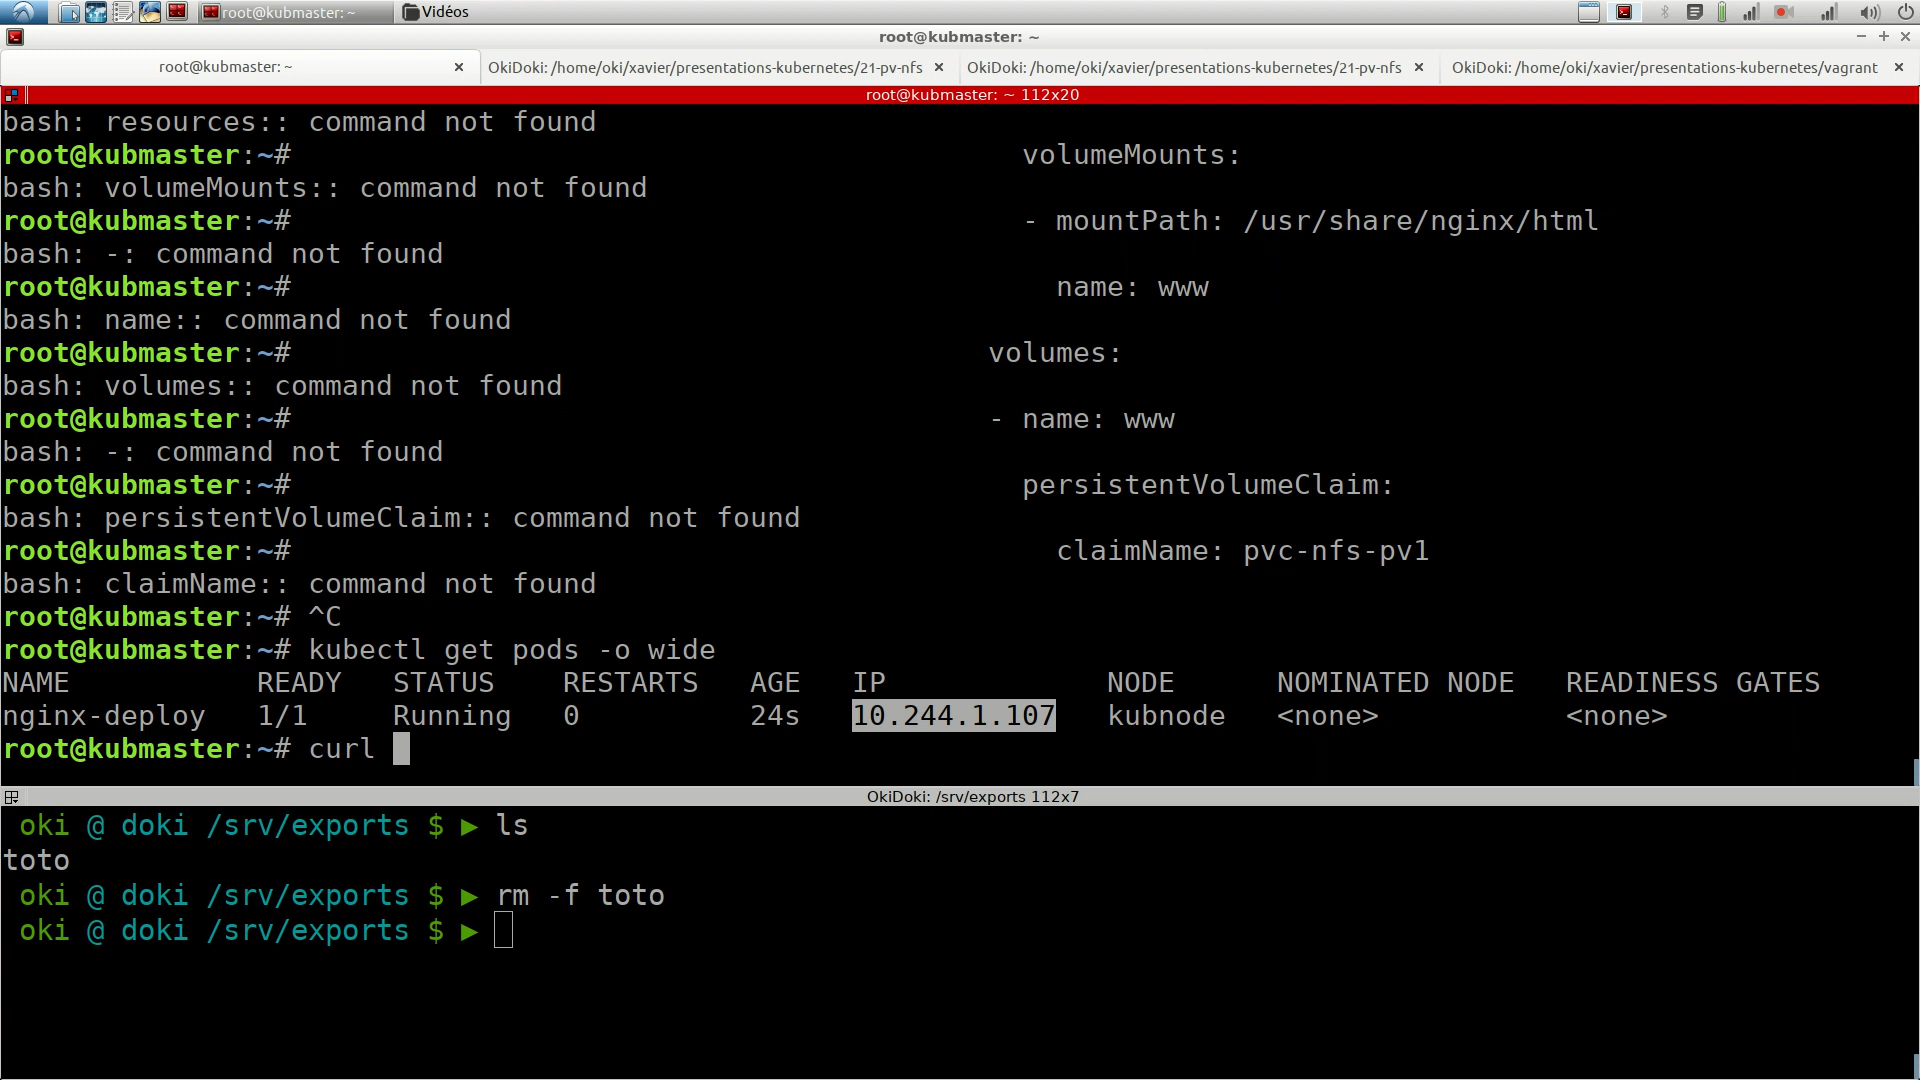 root@kubmaster: ~
Vidéos
root@kubmaster: ~
root@kubmaster: ~
OkiDoki: /home/oki/xavier/presentations-kubernetes/21-pv-nfs
OkiDoki: /home/oki/xavier/presentations-kubernetes/21-pv-nfs
OkiDoki: /home/oki/xavier/presentations-kubernetes/vagrant
root@kubmaster: ~ 112x20
bash: resources:: command not found
root@kubmaster:~# volumeMounts:
bash: volumeMounts:: command not found
root@kubmaster:~# - mountPath: /usr/share/nginx/html
bash: -: command not found
root@kubmaster:~# name: www
bash: name:: command not found
root@kubmaster:~# volumes:
bash: volumes:: command not found
root@kubmaster:~# - name: www
bash: -: command not found
root@kubmaster:~# persistentVolumeClaim:
bash: persistentVolumeClaim:: command not found
root@kubmaster:~# claimName: pvc-nfs-pv1
bash: claimName:: command not found
root@kubmaster:~# ^C
root@kubmaster:~# kubectl get pods -o wide
NAME READY STATUS RESTARTS AGE IP NODE NOMINATED NODE READINESS GATES
nginx-deploy 1/1 Running 0 24s 10.244.1.107 kubnode <none> <none>
root@kubmaster:~# curl
OkiDoki: /srv/exports 112x7
oki @ doki /srv/exports $ ▶ ls
toto
oki @ doki /srv/exports $ ▶ rm -f toto
oki @ doki /srv/exports $ ▶